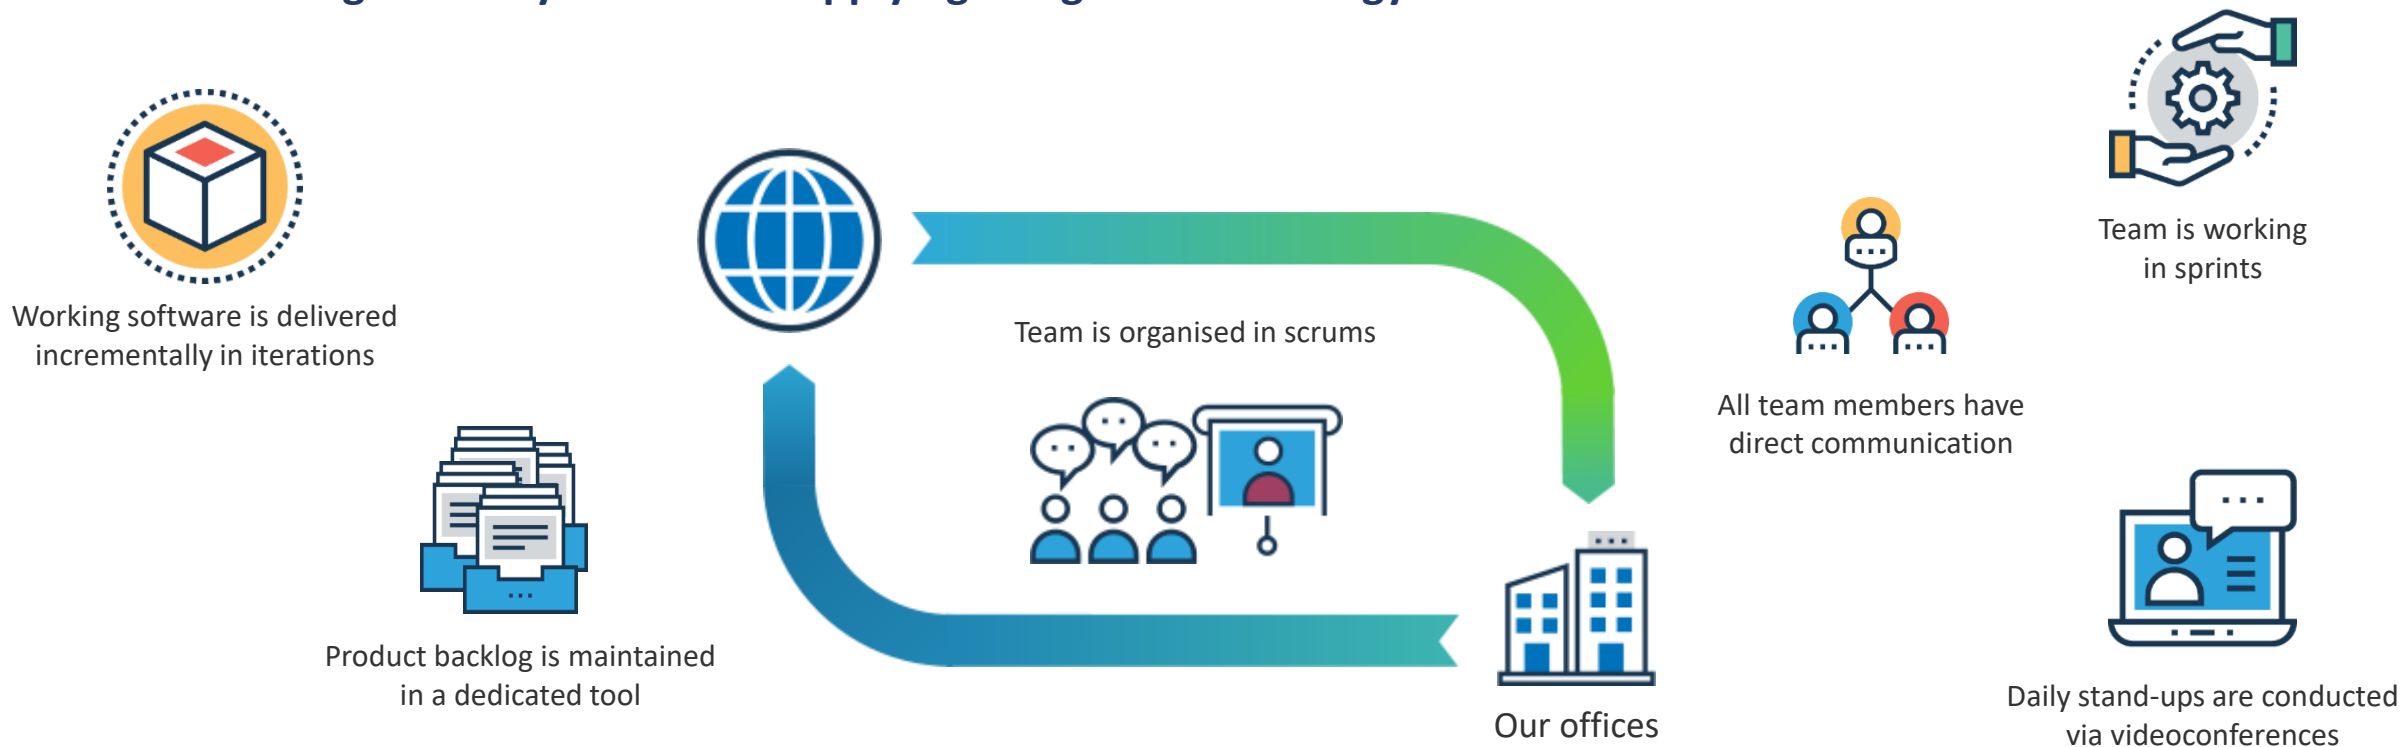 Working software is delivered
incrementally in iterations
Product backlog is maintained
in a dedicated tool
Team is organised in scrums
Our offices
Team is working
in sprints
All team members have
direct communication
Daily stand-ups are conducted
via videoconferences